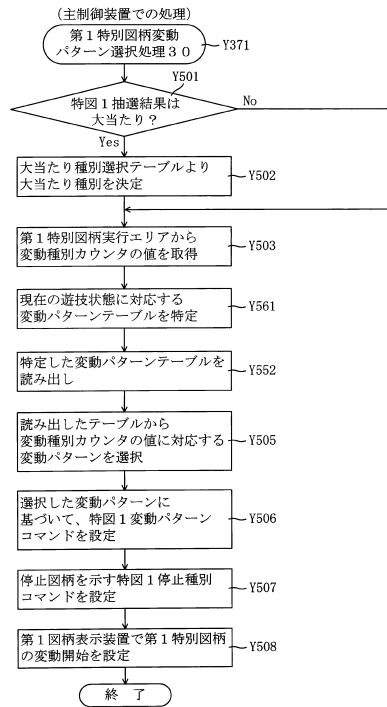 (主制御装置での処理)
第1特別図柄変動
パターン選択処理30
Y371
Y501
特図1抽選結果は
大当たり?
No
Yes
大当たり種別選択テーブルより
大当たり種別を決定
Y502
第1特別図柄実行エリアから
変動種別カウンタの値を取得
Y503
現在の遊技状態に対応する
変動パターンテーブルを特定
Y561
特定した変動パターンテーブルを
読み出し
Y552
読み出したテーブルから
変動種別カウンタの値に対応する
変動パターンを選択
Y505
選択した変動パターンに
基づいて、特図1変動パターン
コマンドを設定
Y506
停止図柄を示す特図1停止種別
コマンドを設定
Y507
第1図柄表示装置で第1特別図柄
の変動開始を設定
Y508
終 了